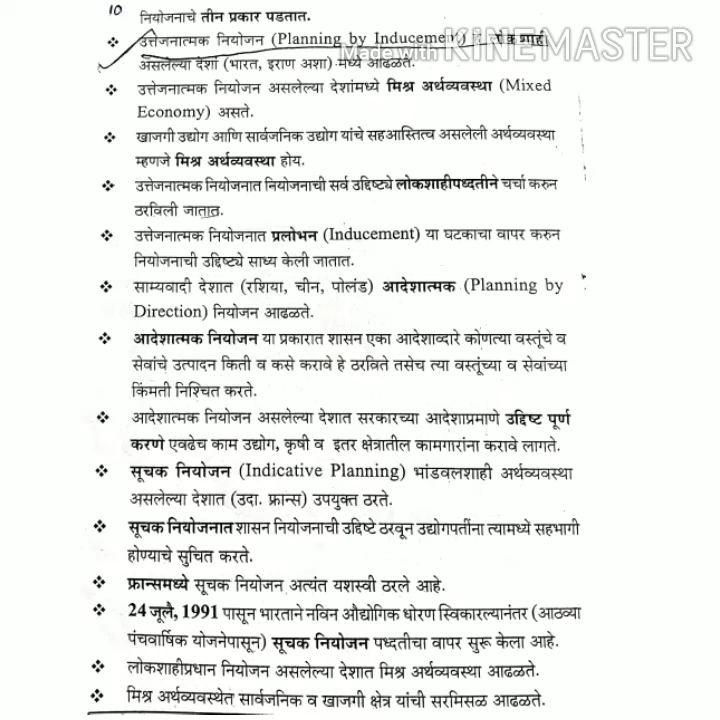 10
नियोजनाचे तीन प्रकार पडतात.
❖ उत्तेजनात्मक नियोजन (Planning by Inducement) हे लोकशाही
Made with KINEMASTER
असलेल्या देशा (भारत, इराण अशा) मध्ये आढळते.
❖ उत्तेजनात्मक नियोजन असलेल्या देशांमध्ये मिश्र अर्थव्यवस्था (Mixed
Economy) असते.
❖ खाजगी उद्योग आणि सार्वजनिक उद्योग यांचे सहआस्तित्व असलेली अर्थव्यवस्था
म्हणजे मिश्र अर्थव्यवस्था होय.
❖ उत्तेजनात्मक नियोजनात नियोजनाची सर्व उद्दिष्ट्ये लोकशाहीपध्दतीने चर्चा करुन
ठरविली जातात.
❖ उत्तेजनात्मक नियोजनात प्रलोभन (Inducement) या घटकाचा वापर करुन
नियोजनाची उद्दिष्ट्ये साध्य केली जातात.
❖ साम्यवादी देशात (रशिया, चीन, पोलंड) आदेशात्मक (Planning by
Direction) नियोजन आढळते.
❖ आदेशात्मक नियोजन या प्रकारात शासन एका आदेशाव्दारे कोणत्या वस्तूंचे व
सेवांचे उत्पादन किती व कसे करावे हे ठरविते तसेच त्या वस्तूंच्या व सेवांच्या
किंमती निश्चित करते.
❖ आदेशात्मक नियोजन असलेल्या देशात सरकारच्या आदेशाप्रमाणे उद्दिष्ट पूर्ण
करणे एवढेच काम उद्योग, कृषी व इतर क्षेत्रातील कामगारांना करावे लागते.
❖ सूचक नियोजन (Indicative Planning) भांडवलशाही अर्थव्यवस्था
असलेल्या देशात (उदा. फ्रान्स) उपयुक्त ठरते.
❖ सूचक नियोजनात शासन नियोजनाची उद्दिष्टे ठरवून उद्योगपतींना त्यामध्ये सहभागी
होण्याचे सुचित करते.
❖ फ्रान्समध्ये सूचक नियोजन अत्यंत यशस्वी ठरले आहे.
❖ 24 जूलै, 1991 पासून भारताने नविन औद्योगिक धोरण स्विकारल्यानंतर (आठव्या
पंचवार्षिक योजनेपासून) सूचक नियोजन पध्दतीचा वापर सुरू केला आहे.
❖ लोकशाहीप्रधान नियोजन असलेल्या देशात मिश्र अर्थव्यवस्था आढळते.
❖ मिश्र अर्थव्यवस्थेत सार्वजनिक व खाजगी क्षेत्र यांची सरमिसळ आढळते.